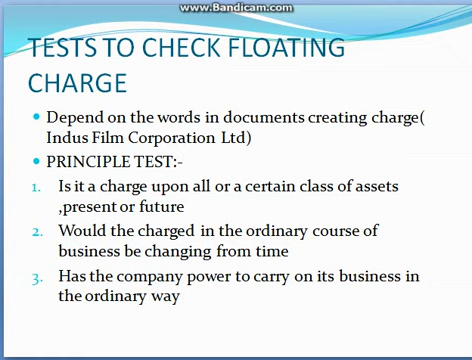 www.Bandicam.com
TESTS TO CHECK FLOATING
CHARGE
Depend on the words in documents creating charge(
Indus Film Corporation Ltd)
PRINCIPLE TEST:-
1. Is it a charge upon all or a certain class of assets
,present or future
2. Would the charged in the ordinary course of
business be changing from time
3. Has the company power to carry on its business in
the ordinary way